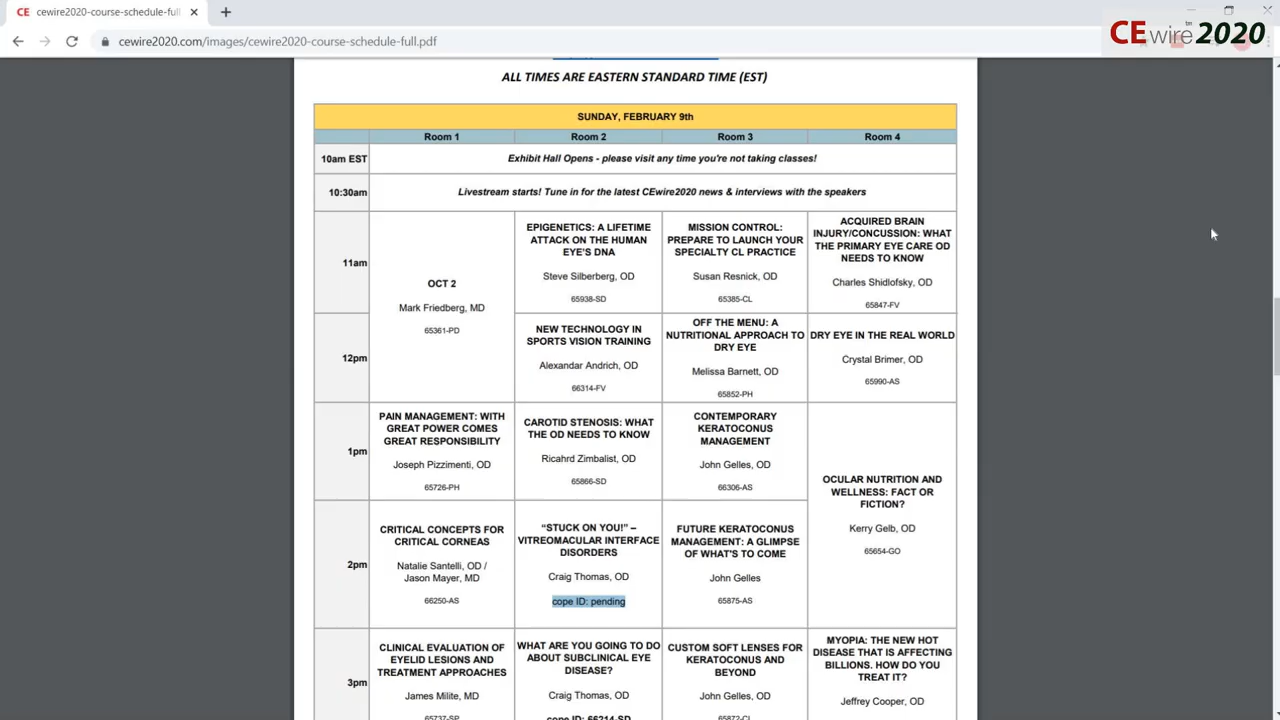 CE cewire2020-course-schedule-full
cewire2020.com/images/cewire2020-course-schedule-full.pdf
CEwire2020
ALL TIMES ARE EASTERN STANDARD TIME (EST)
SUNDAY, FEBRUARY 9th
Room 1 Room 2 Room 3 Room 4
10am EST
Exhibit Hall Opens - please visit any time you're not taking classes!
10:30am
Livestream starts! Tune in for the latest CEwire2020 news & interviews with the speakers
11am
OCT 2
Mark Friedberg, MD
65361-PD
EPIGENETICS: A LIFETIME
ATTACK ON THE HUMAN
EYE'S DNA
Steve Silberberg, OD
65938-SD
MISSION CONTROL:
PREPARE TO LAUNCH YOUR
SPECIALTY CL PRACTICE
Susan Resnick, OD
65385-CL
ACQUIRED BRAIN
INJURY/CONCUSSION: WHAT
THE PRIMARY EYE CARE OD
NEEDS TO KNOW
Charles Shidlofsky, OD
65847-FV
12pm
NEW TECHNOLOGY IN
SPORTS VISION TRAINING
Alexandar Andrich, OD
66314-FV
OFF THE MENU: A
NUTRITIONAL APPROACH TO
DRY EYE
Melissa Barnett, OD
65852-PH
DRY EYE IN THE REAL WORLD
Crystal Brimer, OD
65990-AS
1pm
PAIN MANAGEMENT: WITH
GREAT POWER COMES
GREAT RESPONSIBILITY
Joseph Pizzimenti, OD
65726-PH
CAROTID STENOSIS: WHAT
THE OD NEEDS TO KNOW
Ricahrd Zimbalist, OD
65866-SD
CONTEMPORARY
KERATOCONUS
MANAGEMENT
John Gelles, OD
66306-AS
OCULAR NUTRITION AND
WELLNESS: FACT OR
FICTION?
Kerry Gelb, OD
65654-GO
2pm
CRITICAL CONCEPTS FOR
CRITICAL CORNEAS
Natalie Santelli, OD /
Jason Mayer, MD
66250-AS
“STUCK ON YOU!” –
VITREOMACULAR INTERFACE
DISORDERS
Craig Thomas, OD
cope ID: pending
FUTURE KERATOCONUS
MANAGEMENT: A GLIMPSE
OF WHAT'S TO COME
John Gelles
65875-AS
3pm
CLINICAL EVALUATION OF
EYELID LESIONS AND
TREATMENT APPROACHES
James Milite, MD
65737-SP
WHAT ARE YOU GOING TO DO
ABOUT SUBCLINICAL EYE
DISEASE?
Craig Thomas, OD
cope ID: 66214-SD
CUSTOM SOFT LENSES FOR
KERATOCONUS AND
BEYOND
John Gelles, OD
65872-CL
MYOPIA: THE NEW HOT
DISEASE THAT IS AFFECTING
BILLIONS. HOW DO YOU
TREAT IT?
Jeffrey Cooper, OD